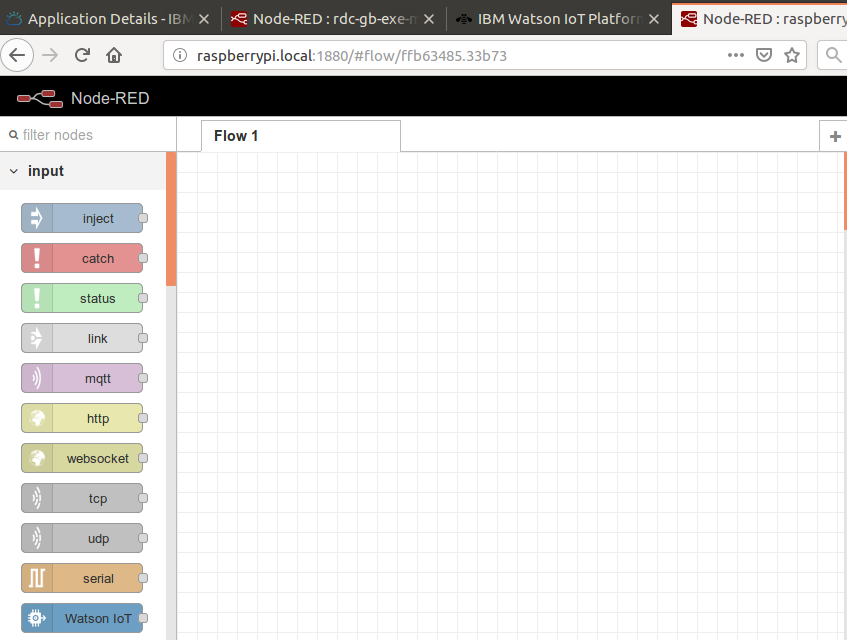 Application Details - IBM
Node-RED : rdc-gb-exe-m
IBM Watson IoT Platform
Node-RED : raspberry
raspberrypi.local:1880/#flow/ffb63485.33b73
Node-RED
filter nodes
Flow 1
input
inject
catch
status
link
mqtt
http
websocket
tcp
udp
serial
Watson IoT